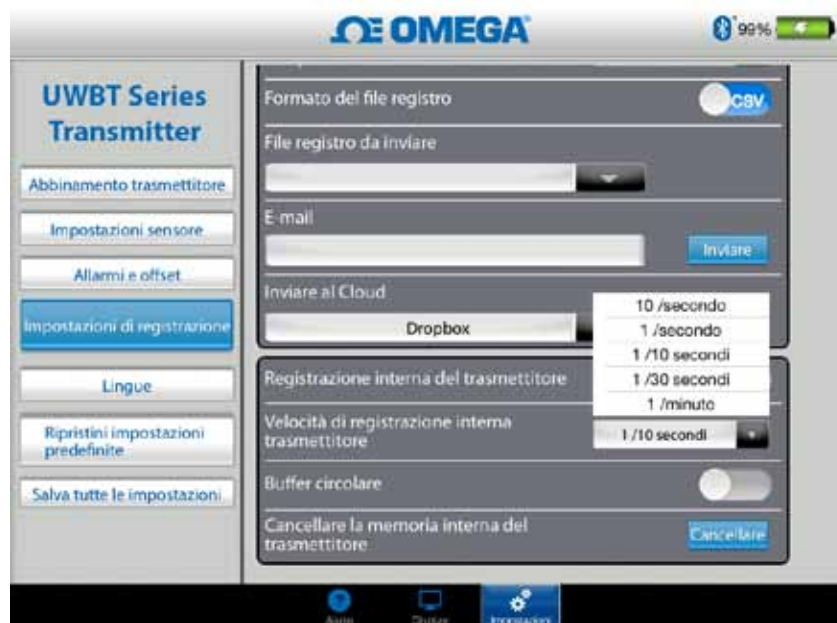 OMEGA
99%
UWBT Series
Transmitter
Abbinamento trasmettitore
Impostazioni sensore
Allarmi e offset
Impostazioni di registrazione
Lingue
Ripristini impostazioni
predefinite
Salva tutte le impostazioni
Formato del file registro
CSV
File registro da inviare
E-mail
Inviare
Inviare al Cloud
Dropbox
10 /secondo
1 /secondo
1 /10 secondi
1 /30 secondi
1 /minuto
Registrazione interna del trasmettitore
Velocità di registrazione interna
trasmettitore
1 /10 secondi
Buffer circolare
Cancellare la memoria interna del
trasmettitore
Cancellare
Impostazioni